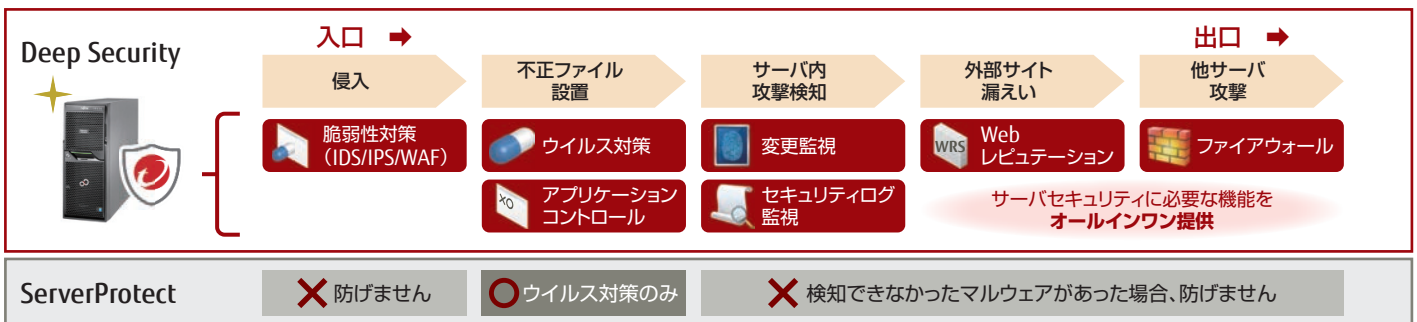 Deep Security
入口 ➡
出口 ➡
侵入
不正ファイル
設置
サーバ内
攻撃検知
外部サイト
漏えい
他サーバ
攻撃
脆弱性対策
（IDS/IPS/WAF）
ウイルス対策
変更監視
WRS
Web
レピュテーション
ファイアウォール
XO
アプリケーション
コントロール
セキュリティログ
監視
サーバセキュリティに必要な機能を
オールインワン提供
ServerProtect
防げません
ウイルス対策のみ
検知できなかったマルウェアがあった場合、防げません